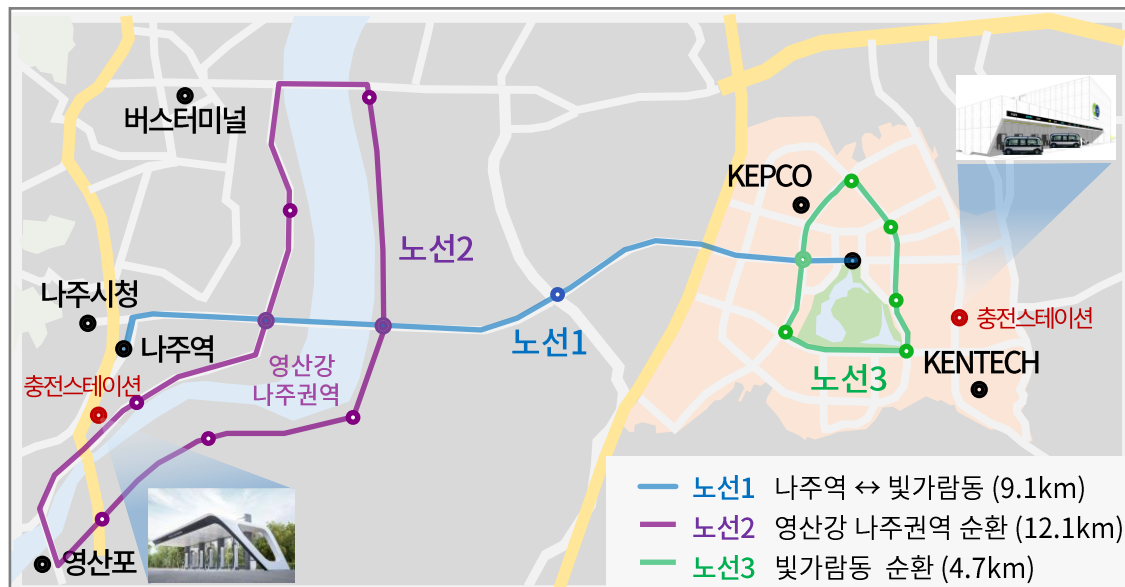 버스터미널
KEPCO
노선2
나주시청
나주역
노선1
충전스테이션
영산강
나주권역
충전스테이션
KENTECH
노선3
영산포
노선1 나주역 ↔ 빛가람동 (9.1km)
노선2 영산강 나주권역 순환 (12.1km)
노선3 빛가람동 순환 (4.7km)